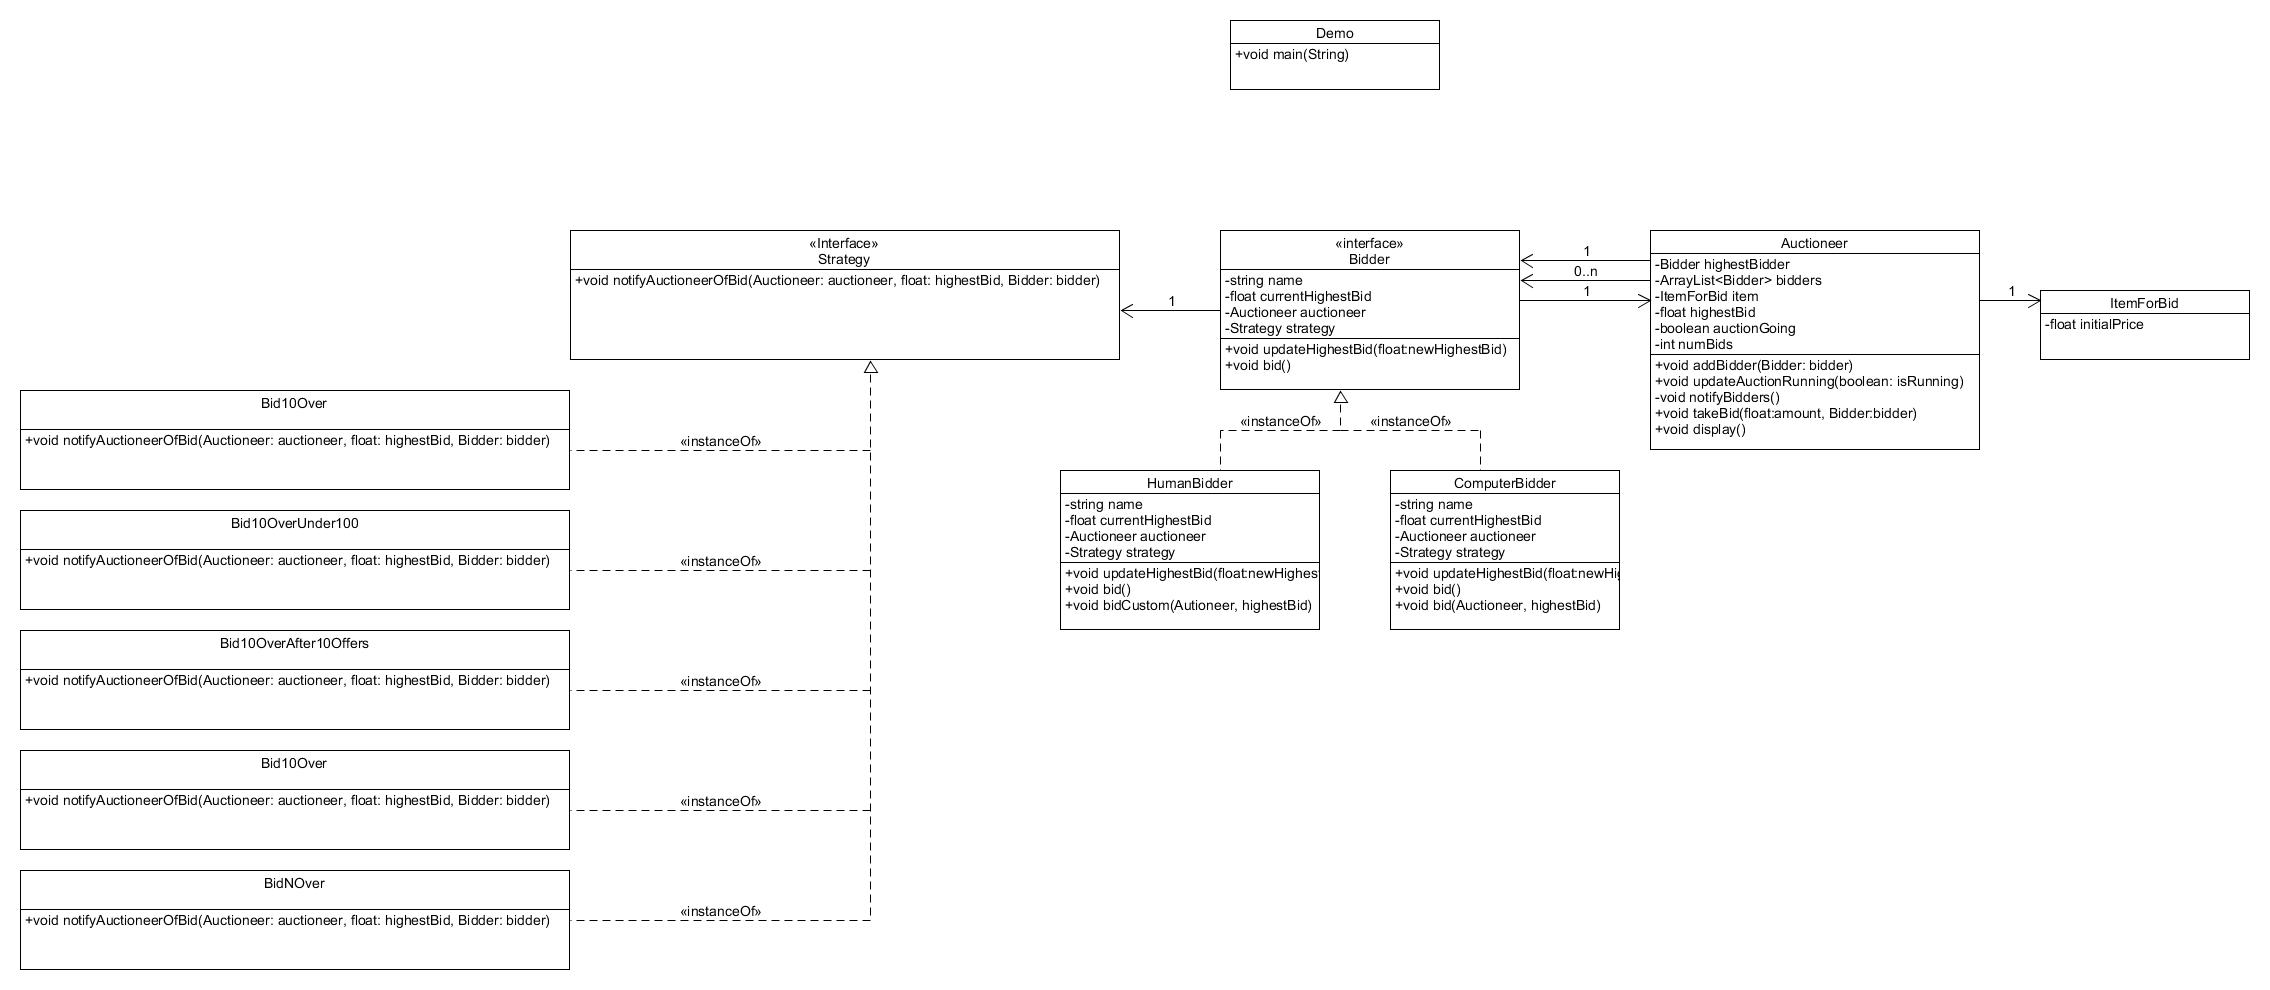 Demo
+void main(String)
«Interface»
Strategy
+void notifyAuctioneerOfBid(Auctioneer: auctioneer, float: highestBid, Bidder: bidder)
1
«interface»
Bidder
-string name
-float currentHighestBid
-Auctioneer auctioneer
-Strategy strategy
+void updateHighestBid(float:newHighestBid)
+void bid()
1
0..n
1
Auctioneer
-Bidder highestBidder
-ArrayList<Bidder> bidders
-ItemForBid item
-float highestBid
-boolean auctionGoing
-int numBids
+void addBidder(Bidder: bidder)
+void updateAuctionRunning(boolean: isRunning)
-void notifyBidders()
+void takeBid(float:amount, Bidder:bidder)
+void display()
1
ItemForBid
-float initialPrice
«instanceOf»
«instanceOf»
HumanBidder
-string name
-float currentHighestBid
-Auctioneer auctioneer
-Strategy strategy
+void updateHighestBid(float:newHighest
+void bid()
+void bidCustom(Autioneer, highestBid)
ComputerBidder
-string name
-float currentHighestBid
-Auctioneer auctioneer
-Strategy strategy
+void updateHighestBid(float:newHig
+void bid()
+void bid(Auctioneer, highestBid)
Bid10Over
+void notifyAuctioneerOfBid(Auctioneer: auctioneer, float: highestBid, Bidder: bidder)
«instanceOf»
Bid10OverUnder100
+void notifyAuctioneerOfBid(Auctioneer: auctioneer, float: highestBid, Bidder: bidder)
«instanceOf»
Bid10OverAfter10Offers
+void notifyAuctioneerOfBid(Auctioneer: auctioneer, float: highestBid, Bidder: bidder)
«instanceOf»
Bid10Over
+void notifyAuctioneerOfBid(Auctioneer: auctioneer, float: highestBid, Bidder: bidder)
«instanceOf»
BidNOver
+void notifyAuctioneerOfBid(Auctioneer: auctioneer, float: highestBid, Bidder: bidder)
«instanceOf»